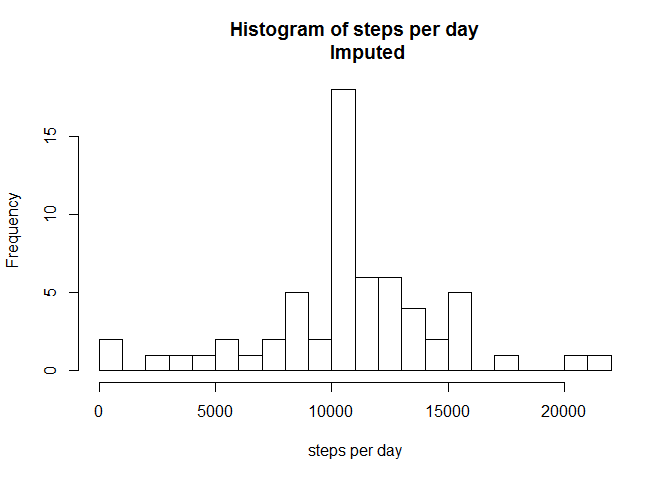 Histogram of steps per day
Imputed
Frequency
15
10
5
0
0 5000 10000 15000 20000
steps per day